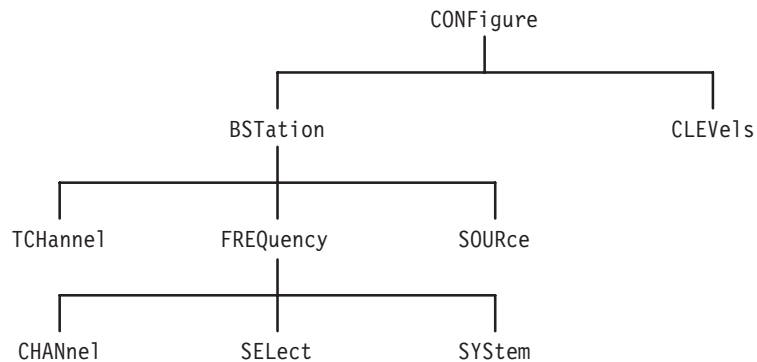 CONFigure
BSTation CLEVels
TCHannel FREQuency SOURce
CHANnel SELect SYStem